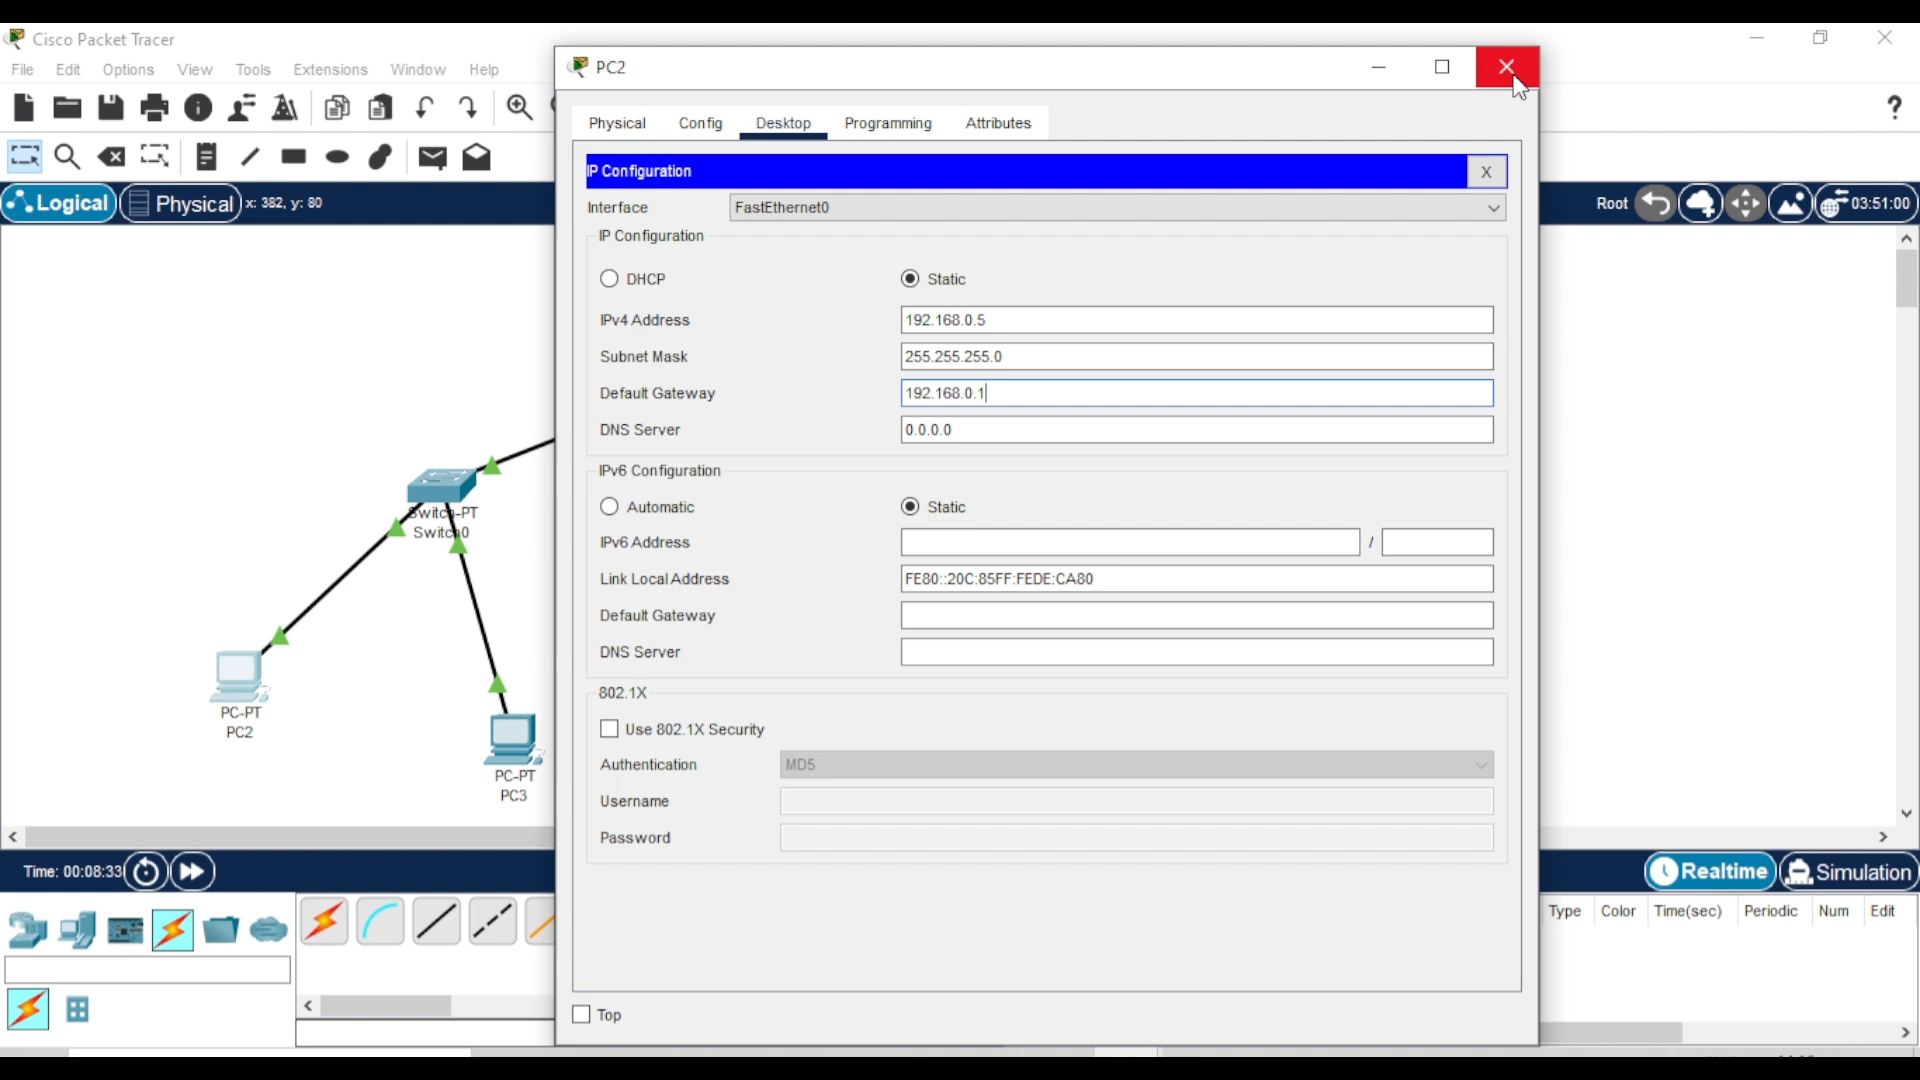 Cisco Packet Tracer
File Edit Options View Tools Extensions Window Help
PC2
Physical Config Desktop Programming Attributes
IP Configuration X
Logical Physical x: 382, y: 80
Root 03:51:00
Interface FastEthernet0
IP Configuration
DHCP Static
IPv4 Address 192.168.0.5
Subnet Mask 255.255.255.0
Default Gateway 192.168.0.1
DNS Server 0.0.0.0
IPv6 Configuration
Automatic Static
IPv6 Address /
Link Local Address FE80::20C:85FF:FEDE:CA80
Default Gateway
DNS Server
802.1X
Use 802.1X Security
Authentication MD5
Username
Password
Top
Switch-PT
Switch0
PC-PT
PC2
PC-PT
PC3
Time: 00:08:33
Realtime Simulation
Type Color Time(sec) Periodic Num Edit